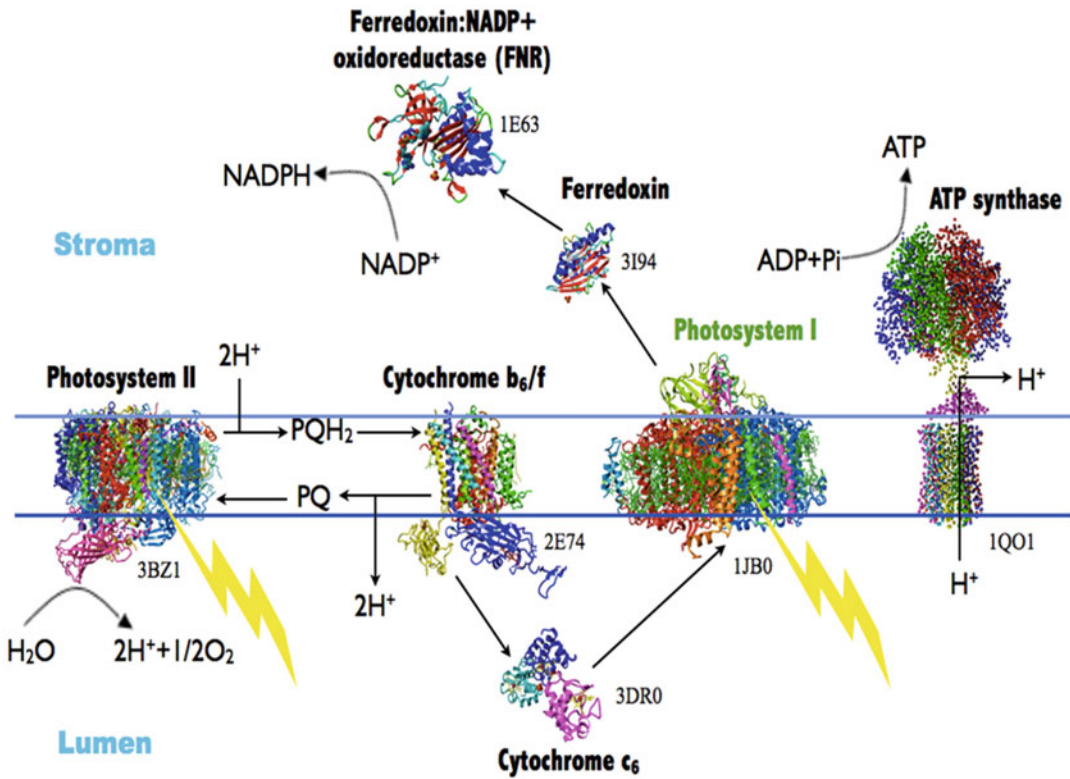 Ferredoxin:NADP+
oxidoreductase (FNR)
1E63
NADPH
NADP⁺
Stroma
Ferredoxin
3I94
ATP
ATP synthase
ADP+Pi
Photosystem I
2H⁺
Photosystem II
Cytochrome b₆/f
H⁺
PQH₂
PQ
3BZ1
2E74
1JB0
1QO1
2H⁺
H⁺
H₂O
2H⁺+1/2O₂
3DR0
Cytochrome c₆
Lumen